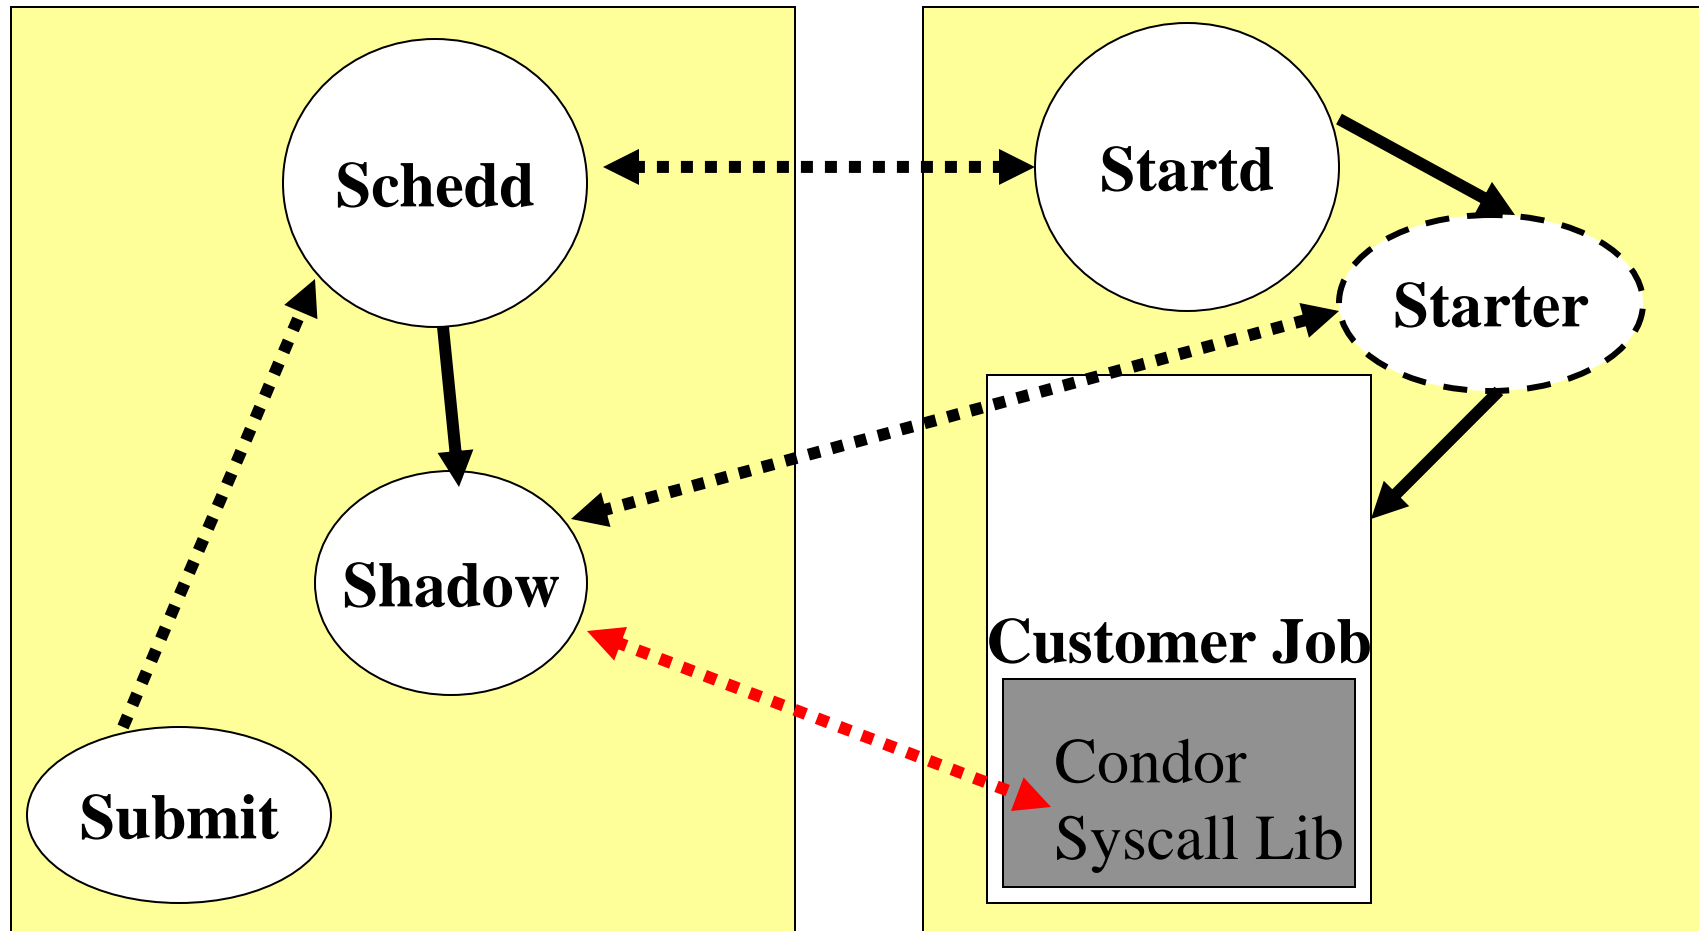 Schedd
Startd
Starter
Shadow
Customer Job
Condor
Syscall Lib
Submit